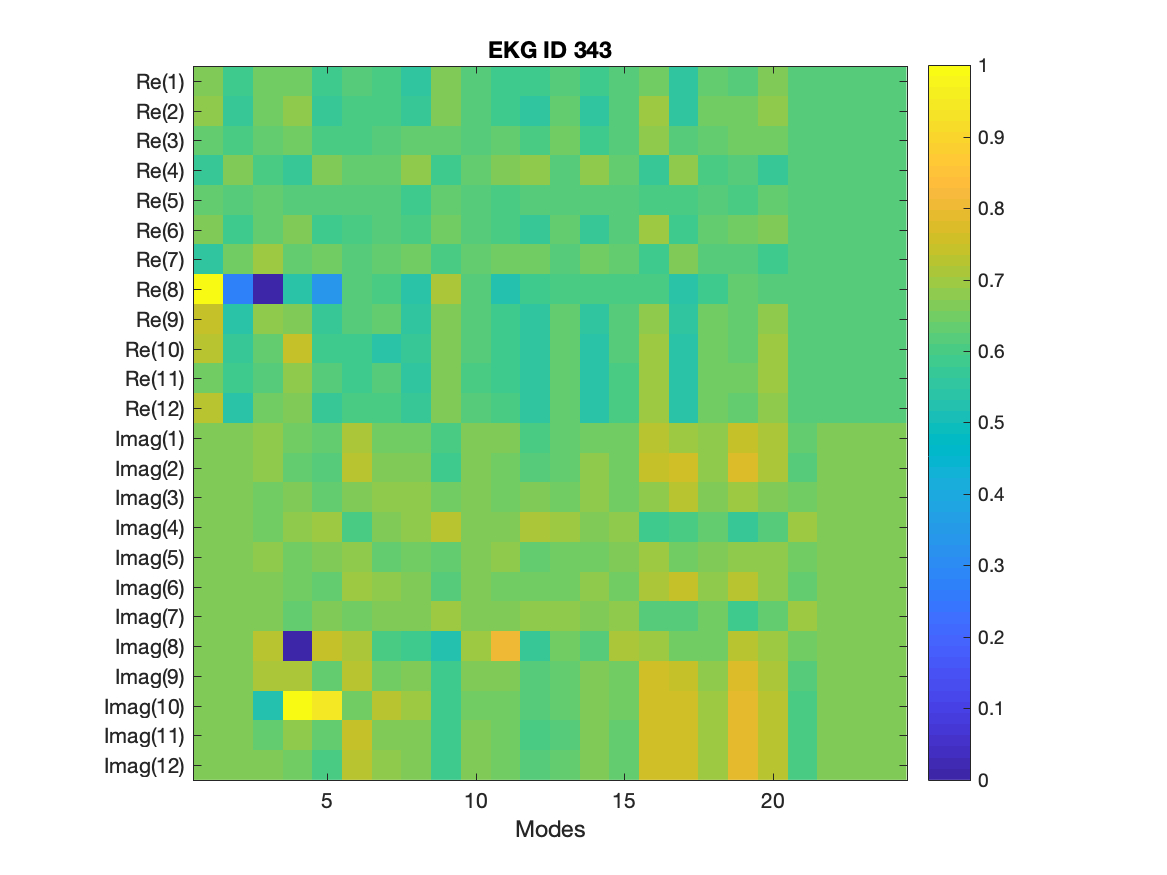 EKG ID 343
Re(1)
Re(2)
Re(3)
Re(4)
Re(5)
Re(6)
Re(7)
Re(8)
Re(9)
Re(10)
Re(11)
Re(12)
Imag(1)
Imag(2)
Imag(3)
Imag(4)
Imag(5)
Imag(6)
Imag(7)
Imag(8)
Imag(9)
Imag(10)
Imag(11)
Imag(12)
5 10 15 20
Modes
1
0.9
0.8
0.7
0.6
0.5
0.4
0.3
0.2
0.1
0